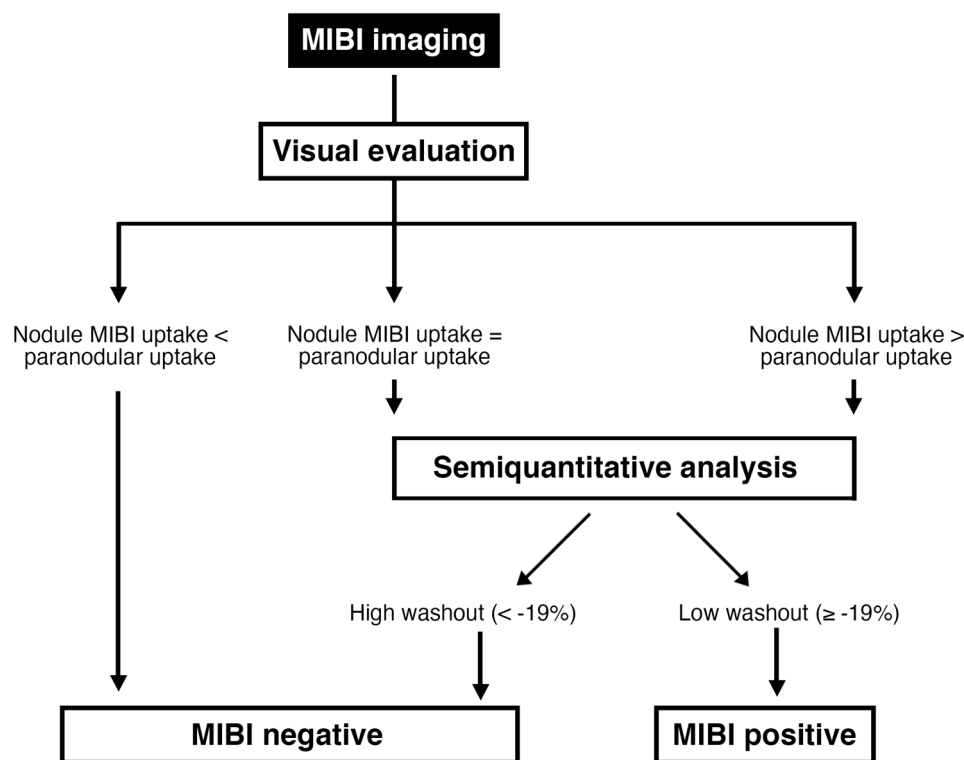 MIBI imaging
Visual evaluation
Nodule MIBI uptake <
paranodular uptake
Nodule MIBI uptake =
paranodular uptake
Nodule MIBI uptake >
paranodular uptake
Semiquantitative analysis
High washout (< -19%)
Low washout (≥ -19%)
MIBI negative
MIBI positive